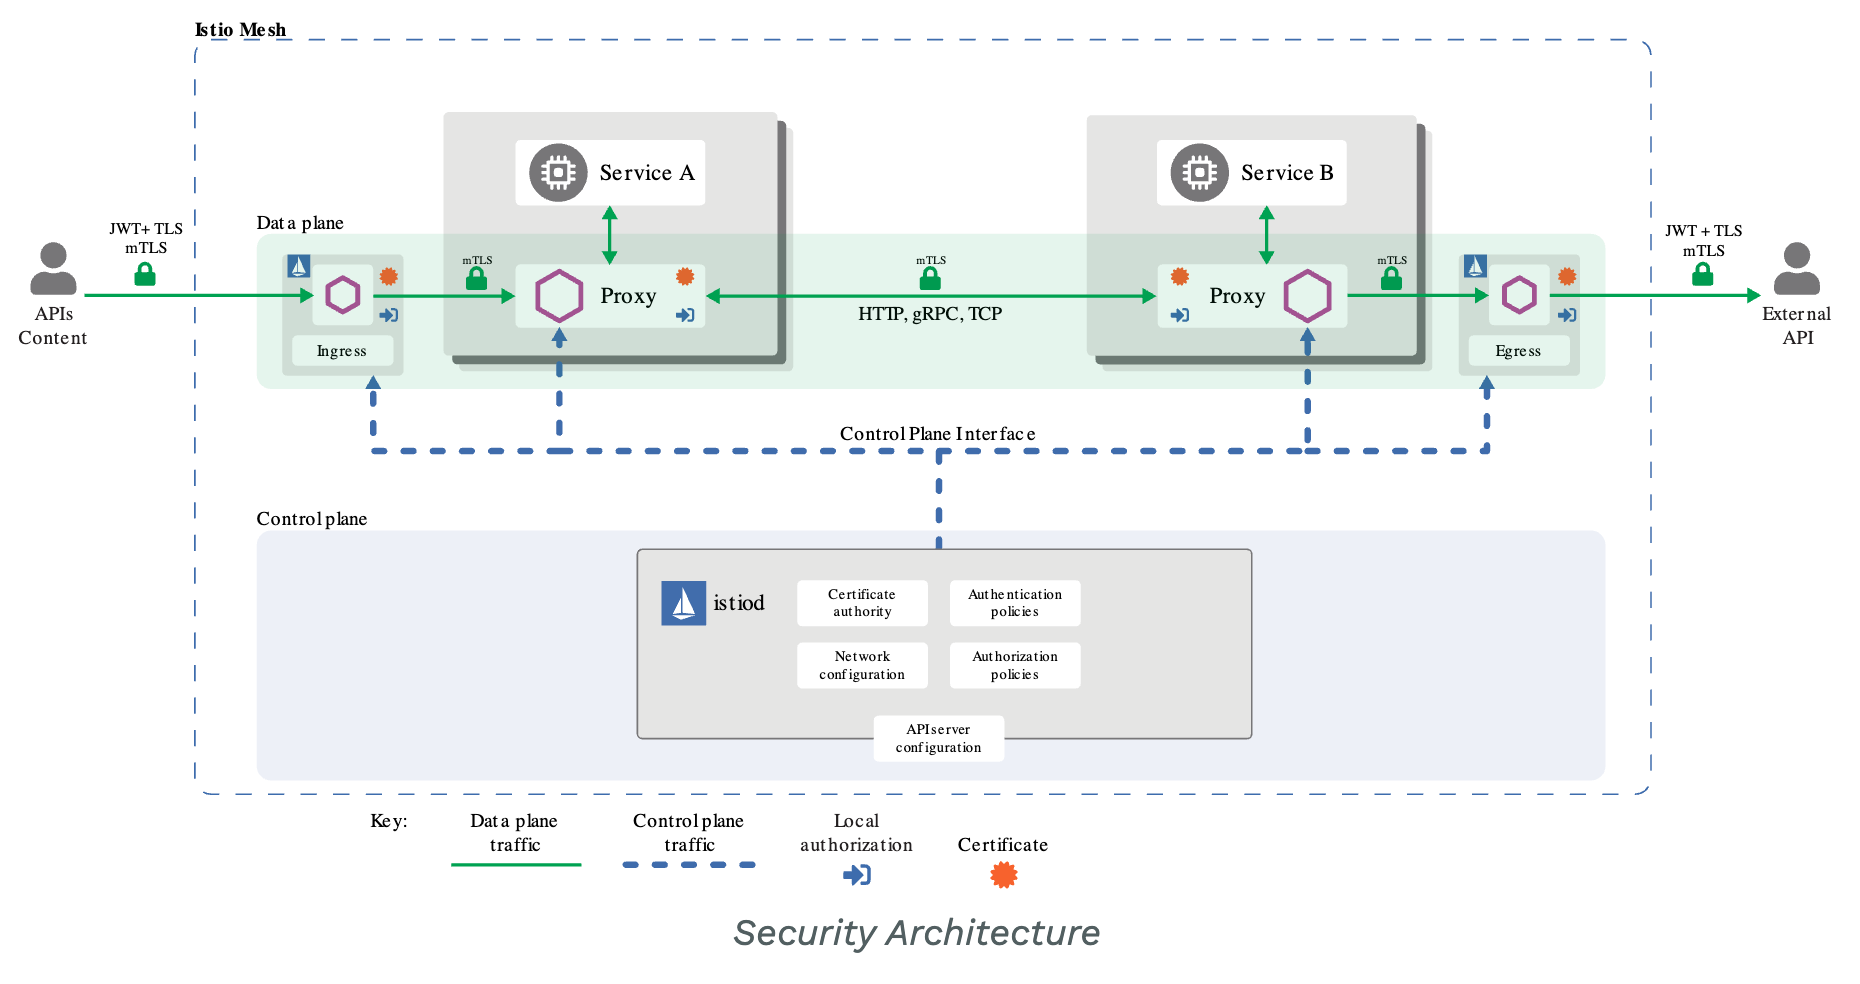 Istio Mesh
Service A
Service B
Data plane
JWT+ TLS
mTLS
JWT + TLS
mTLS
mTLS
mTLS
mTLS
Proxy
Proxy
HTTP, gRPC, TCP
APIs
Content
External
API
Ingress
Egress
Control Plane Interface
Control plane
istiod
Certificate
authority
Authentication
policies
Network
configuration
Authorization
policies
API server
configuration
Key:
Data plane
traffic
Control plane
traffic
Local
authorization
Certificate
Security Architecture